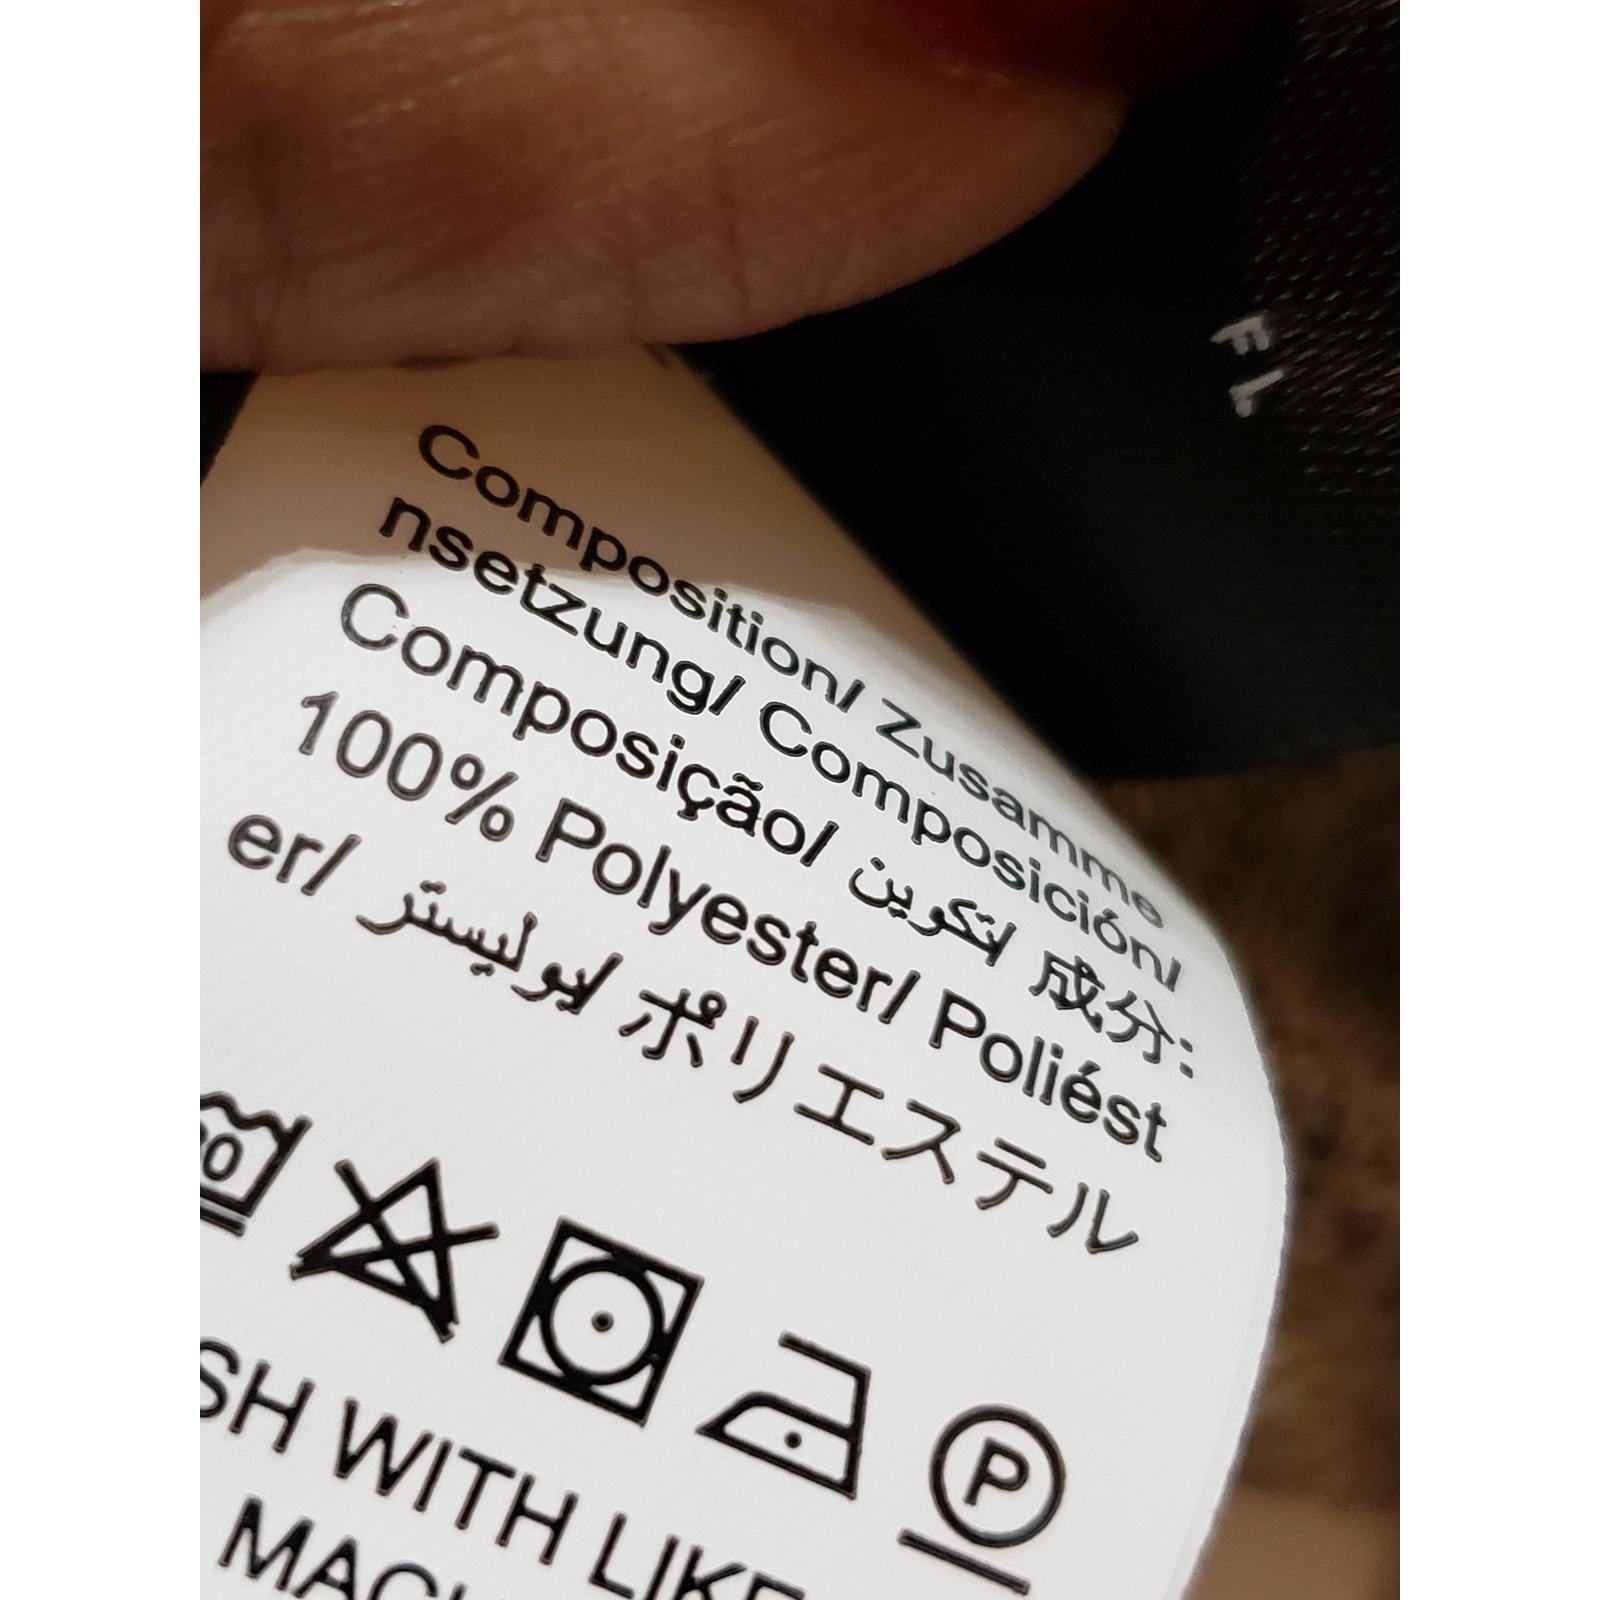 FL
Composition/ Zusamme
nsetzung/ Composición/
Composição/ تكوين/ 成分:
100% Polyester/ Poliést
er/ بوليستر/ ポリエステル
P
WITH LIKE